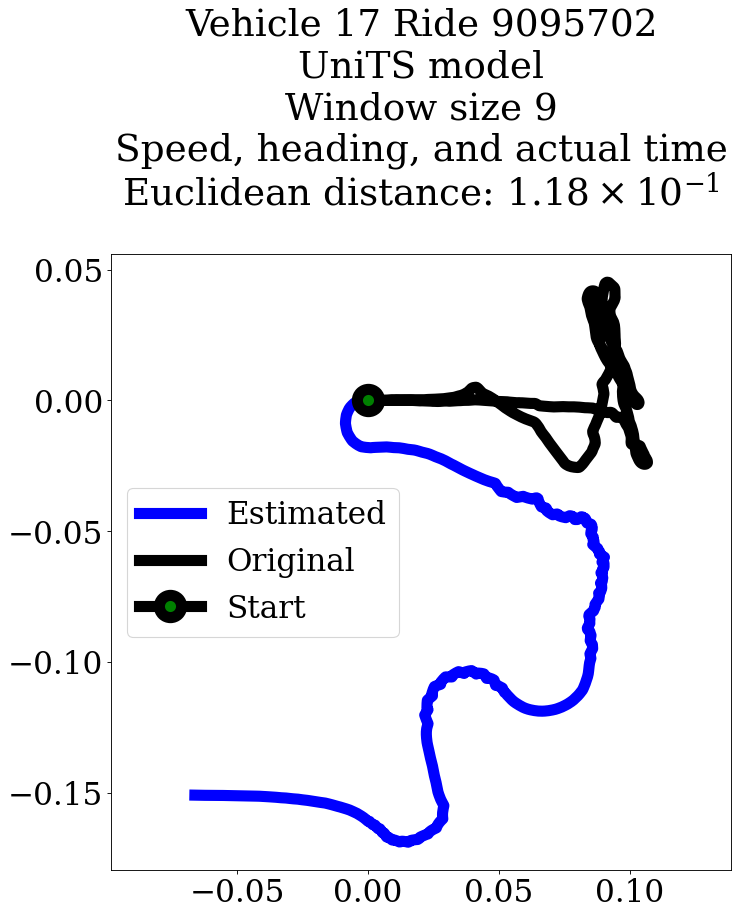 Vehicle 17 Ride 9095702
UniTS model
Window size 9
Speed, heading, and actual time
Euclidean distance: 1.18 × 10⁻¹
0.05
0.00
−0.05
−0.10
−0.15
Estimated
Original
Start
−0.05 0.00 0.05 0.10